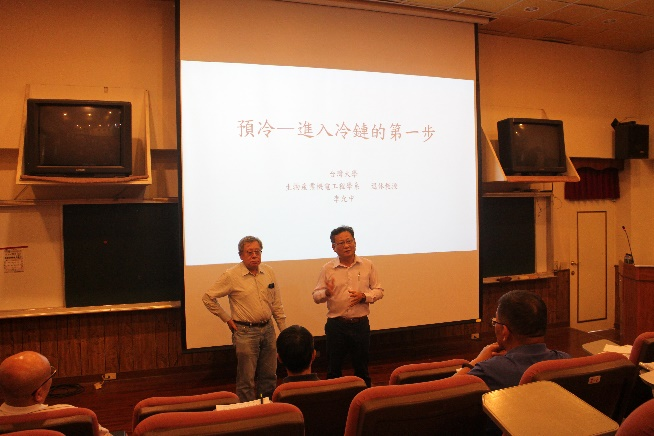 預冷—進入冷鏈的第一步
台灣大學
生物產業機電工程學系 退休教授
李允中